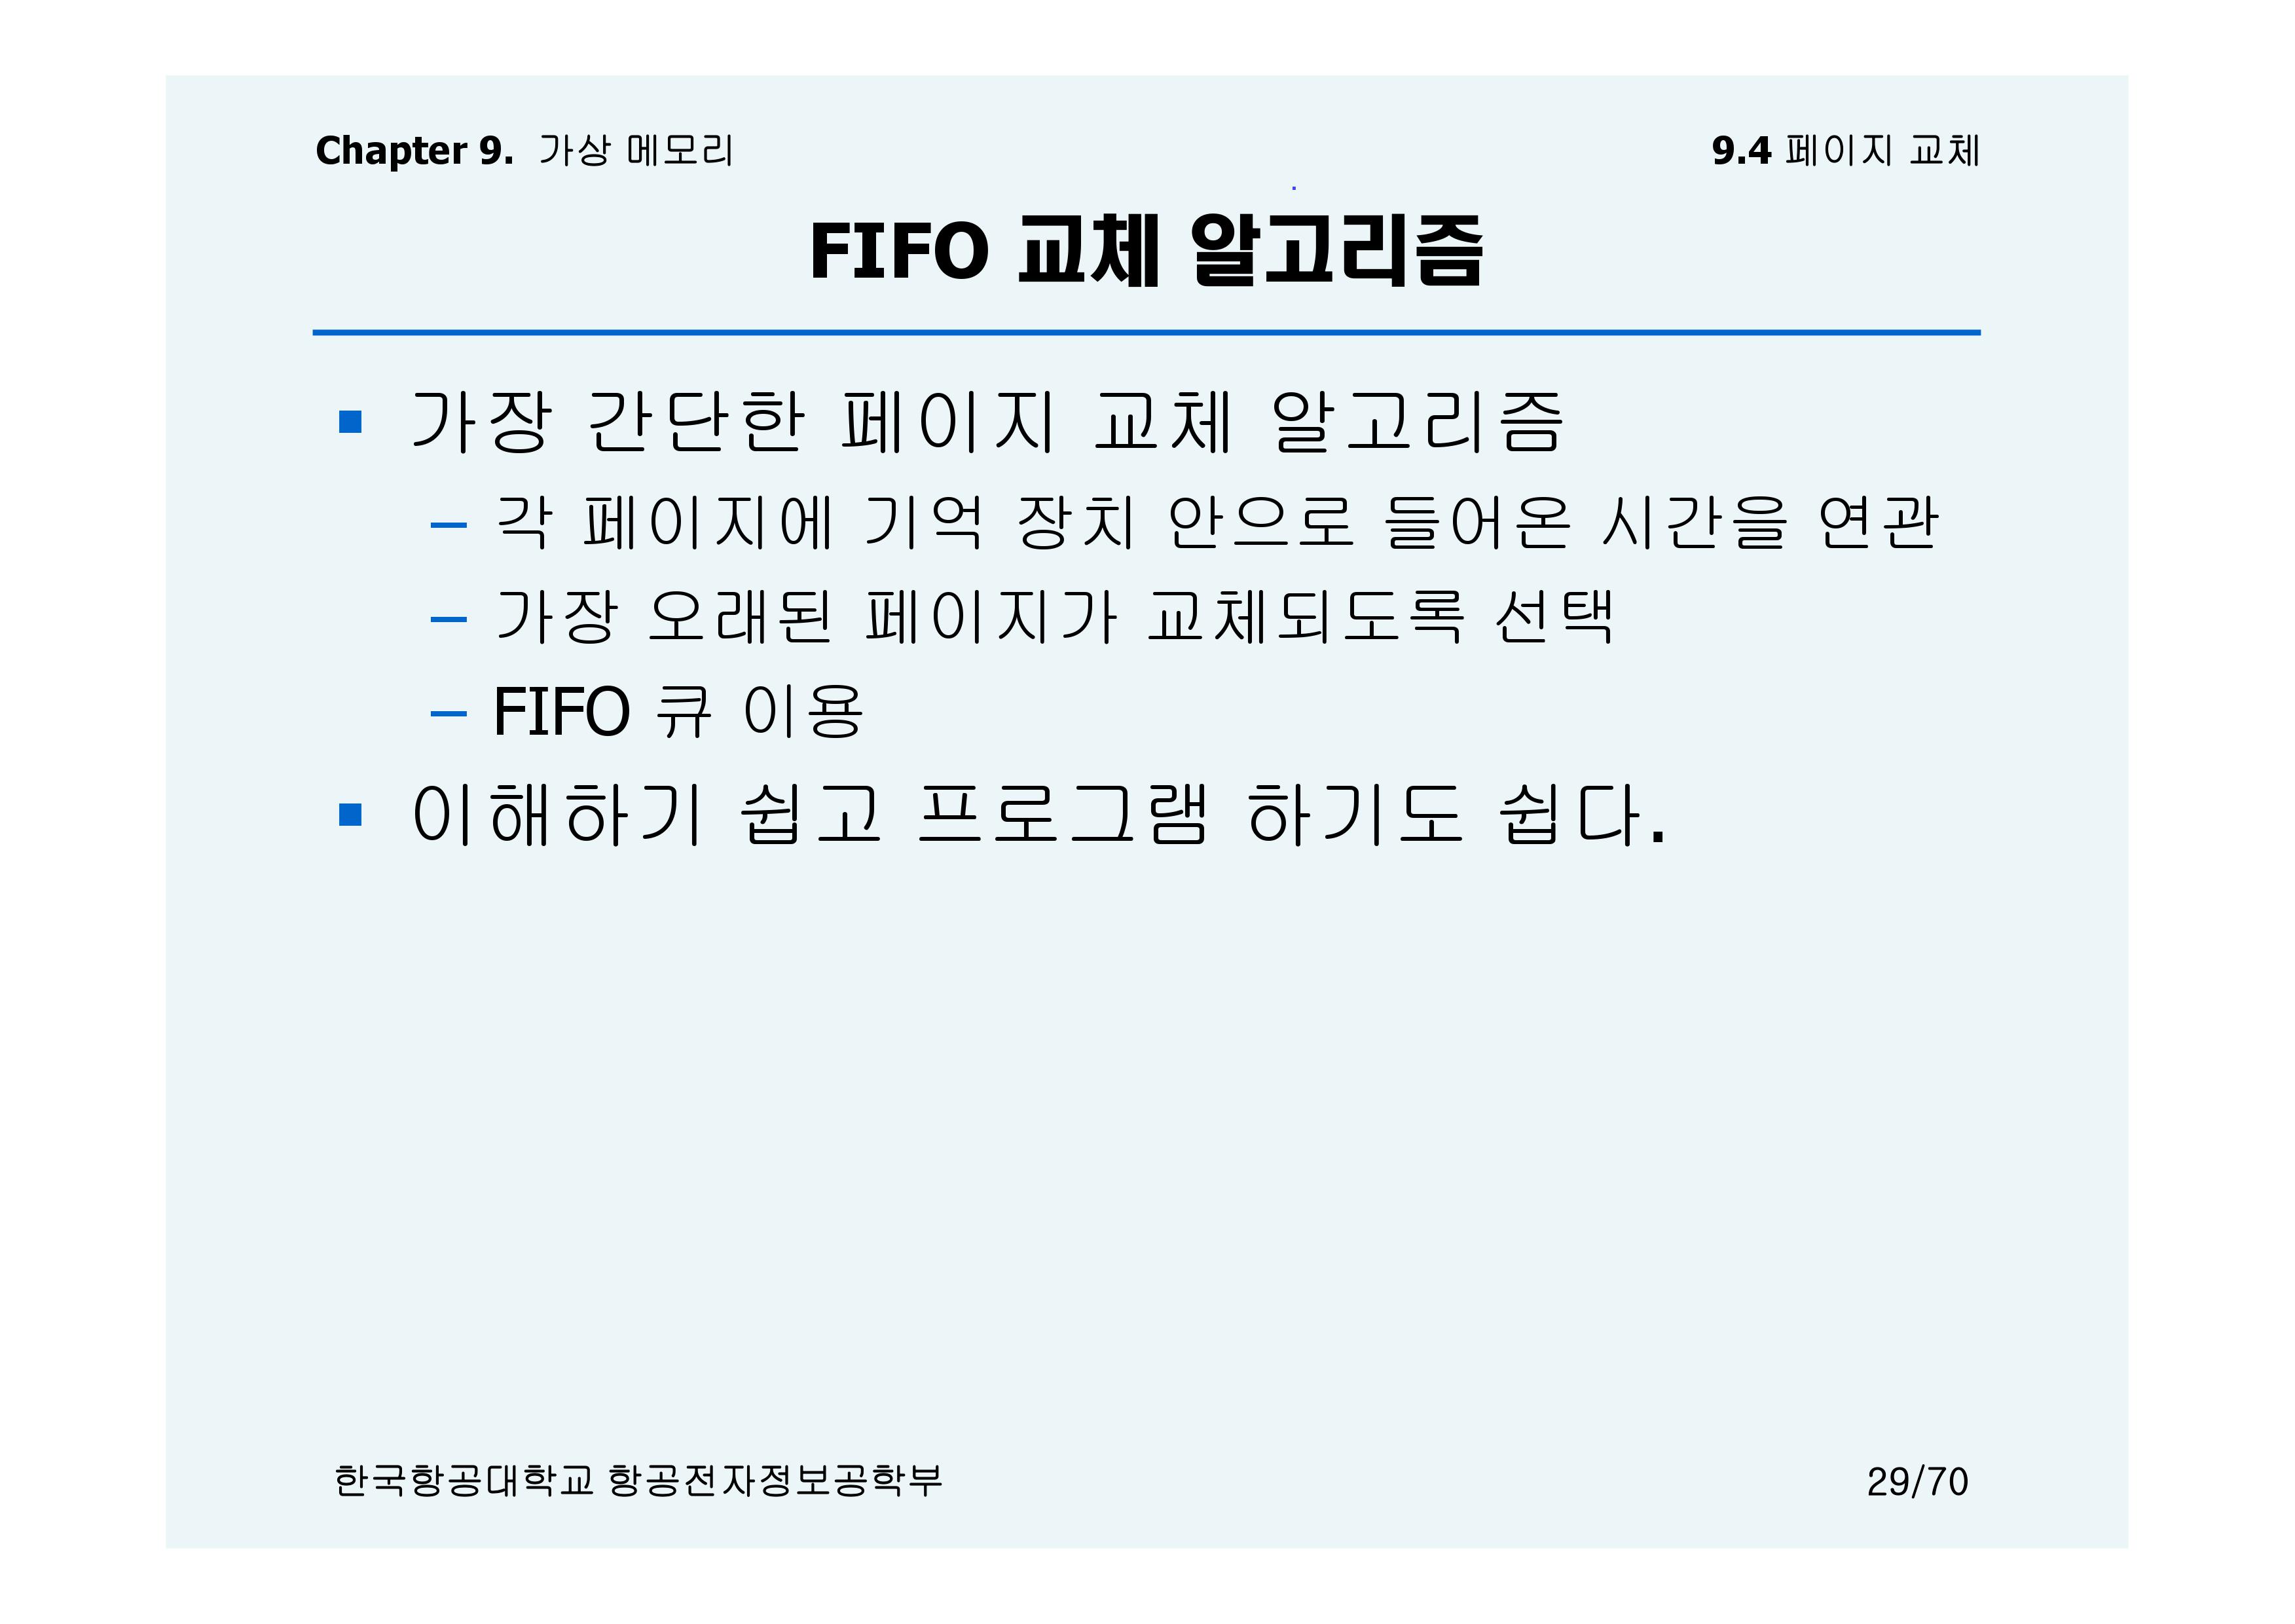 Chapter 9. 가상 메모리
9.4 페이지 교체
FIFO 교체 알고리즘
가장 간단한 페이지 교체 알고리즘
각 페이지에 기억 장치 안으로 들어온 시간을 연관
가장 오래된 페이지가 교체되도록 선택
FIFO 큐 이용
이해하기 쉽고 프로그램 하기도 쉽다.
한국항공대학교 항공전자정보공학부
29/70